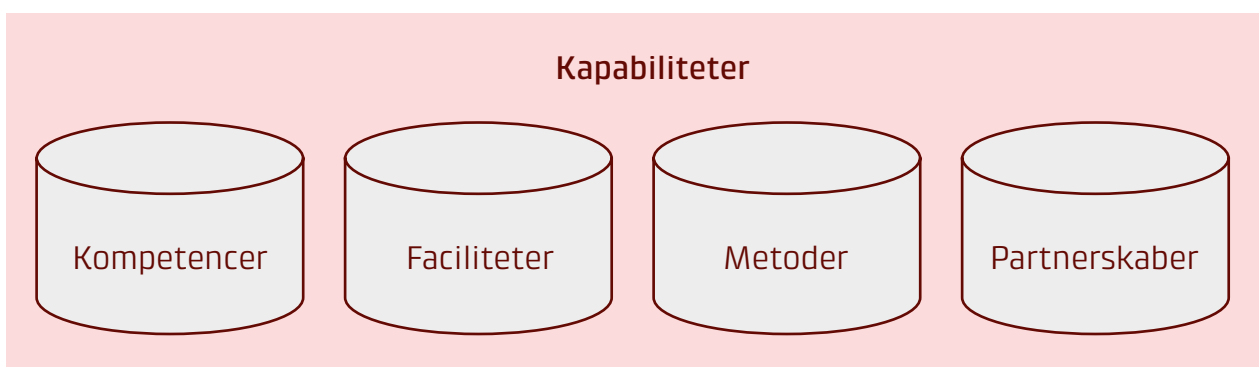 Kapabiliteter
Kompetencer
Faciliteter
Metoder
Partnerskaber